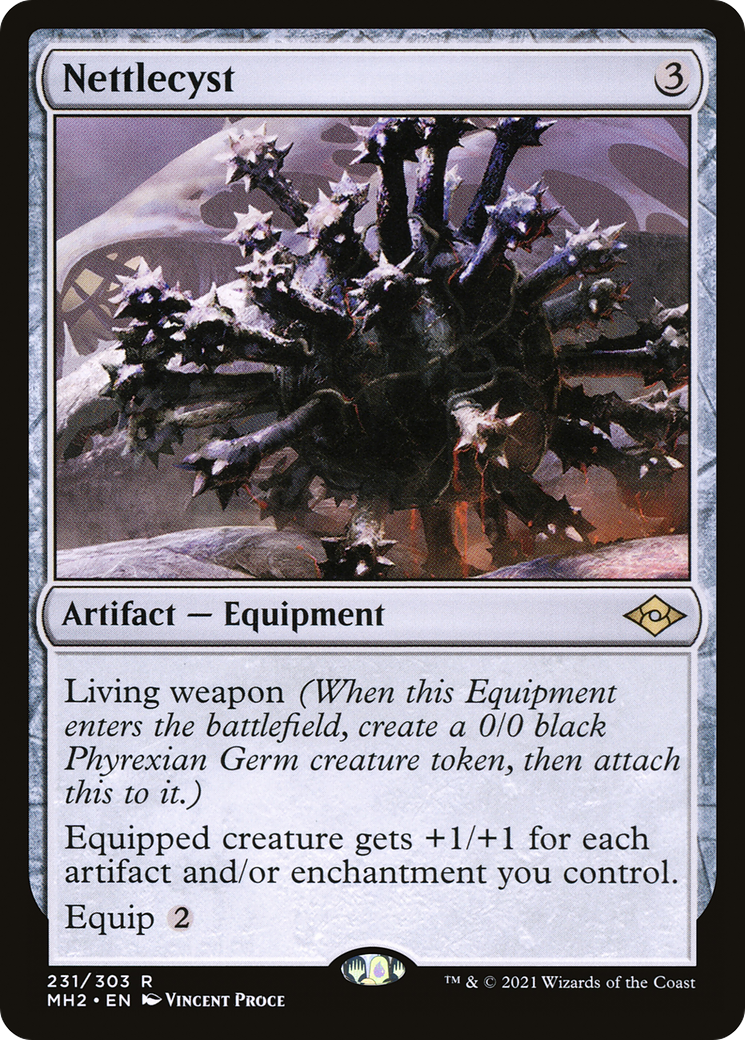 Nettlecyst 3
Artifact — Equipment
Living weapon (When this Equipment
enters the battlefield, create a 0/0 black
Phyrexian Germ creature token, then attach
this to it.)
Equipped creature gets +1/+1 for each
artifact and/or enchantment you control.
Equip 2
231/303 R
MH2 • EN Vincent Proce
™ & © 2021 Wizards of the Coast